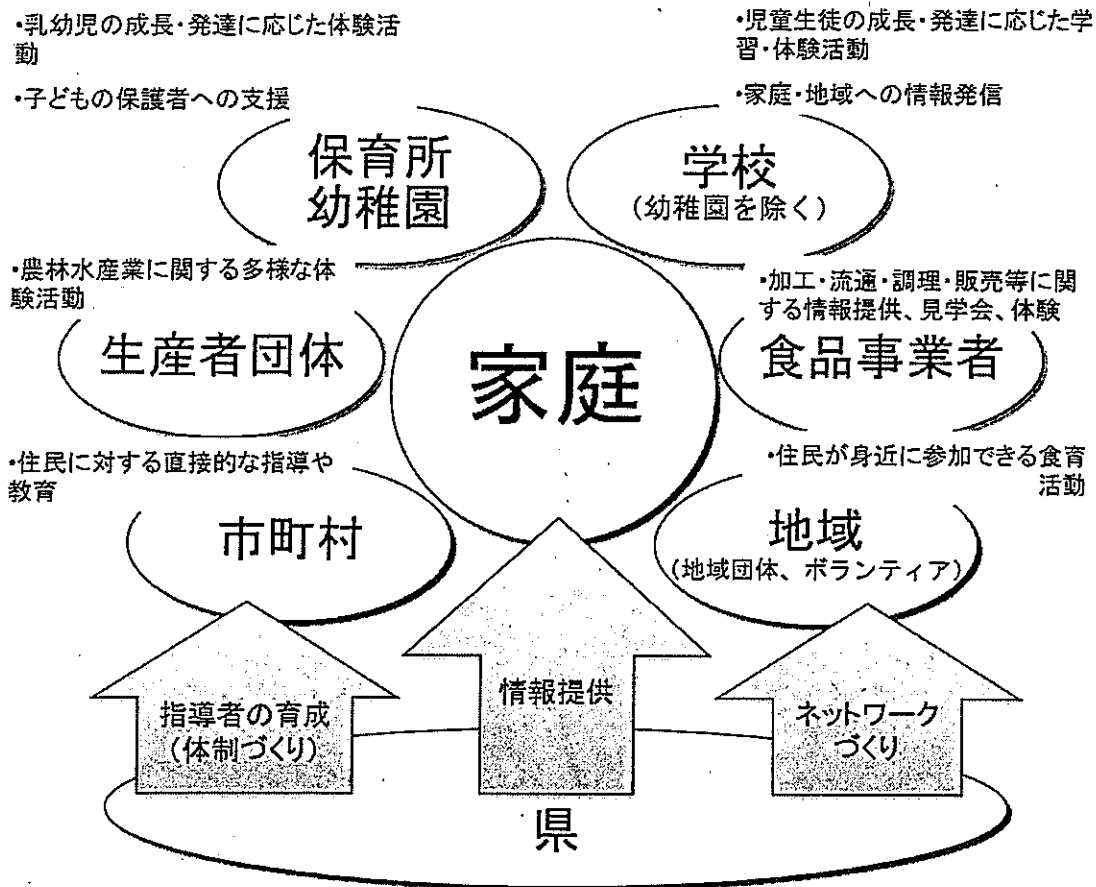 ・乳幼児の成長・発達に応じた体験活
動
・子どもの保護者への支援
・児童生徒の成長・発達に応じた学
習・体験活動
・家庭・地域への情報発信
保育所
幼稚園
学校
（幼稚園を除く）
・農林水産業に関する多様な体
験活動
生産者団体
家庭
・加工・流通・調理・販売等に関
する情報提供、見学会、体験
食品事業者
・住民に対する直接的な指導や
教育
市町村
・住民が身近に参加できる食育
活動
地域
（地域団体、ボランティア）
指導者の育成
（体制づくり）
情報提供
ネットワーク
づくり
県